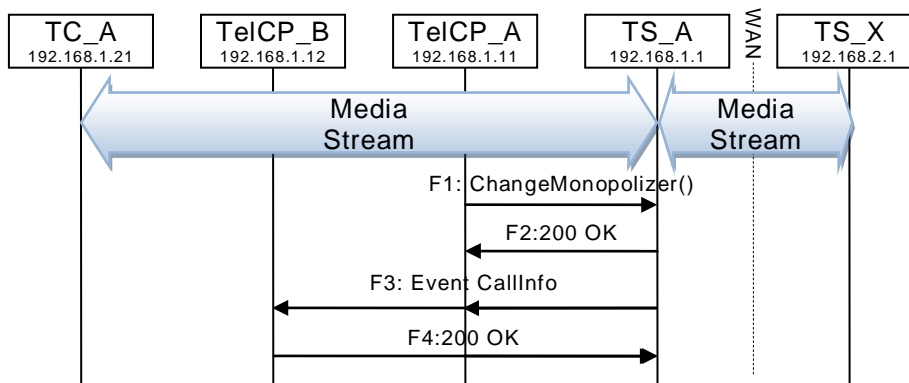 TC_A
192.168.1.21
TelCP_B
192.168.1.12
TelCP_A
192.168.1.11
TS_A
192.168.1.1
WAN
TS_X
192.168.2.1
Media
Stream
Media
Stream
F1: ChangeMonopolizer()
F2:200 OK
F3: Event CallInfo
F4:200 OK